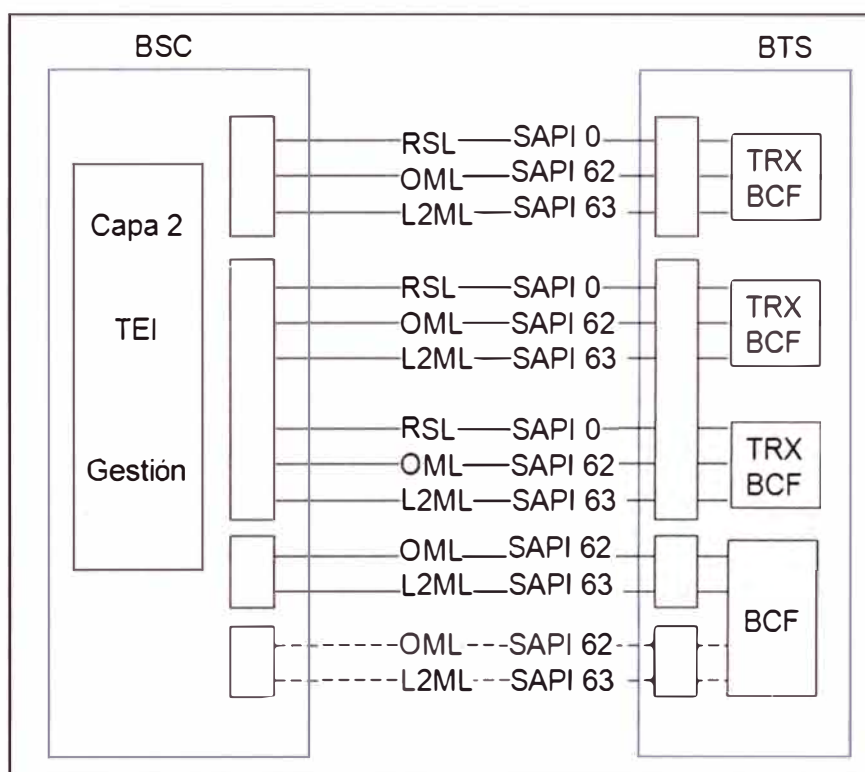 BSC BTS
RSL SAPI 0
OML SAPI 62
L2ML SAPI 63
TRX
BCF
Capa 2
TEI
Gestión
RSL SAPI 0
OML SAPI 62
L2ML SAPI 63
TRX
BCF
RSL SAPI 0
OML SAPI 62
L2ML SAPI 63
TRX
BCF
OML SAPI 62
L2ML SAPI 63
BCF
OML SAPI 62
L2ML SAPI 63